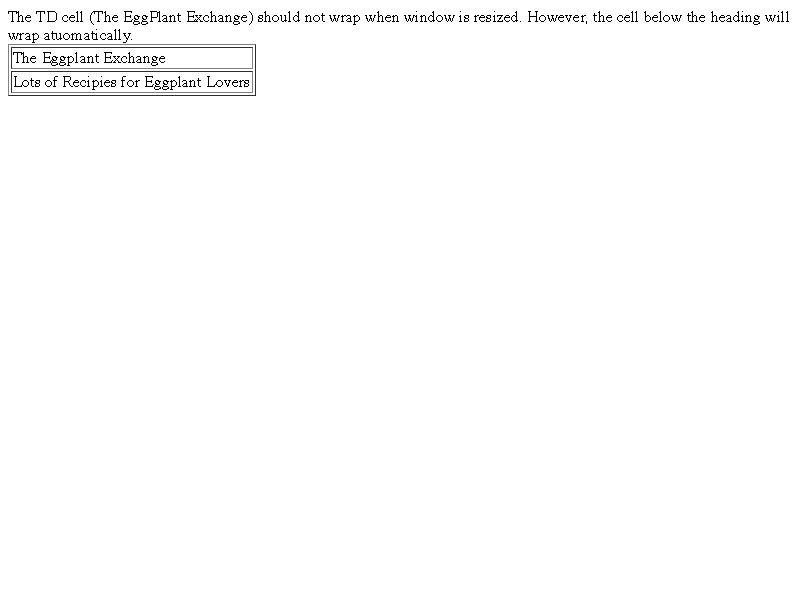 The TD cell (The EggPlant Exchange) should not wrap when window is resized. However, the cell below the heading will
wrap atuomatically.
The Eggplant Exchange
Lots of Recipies for Eggplant Lovers